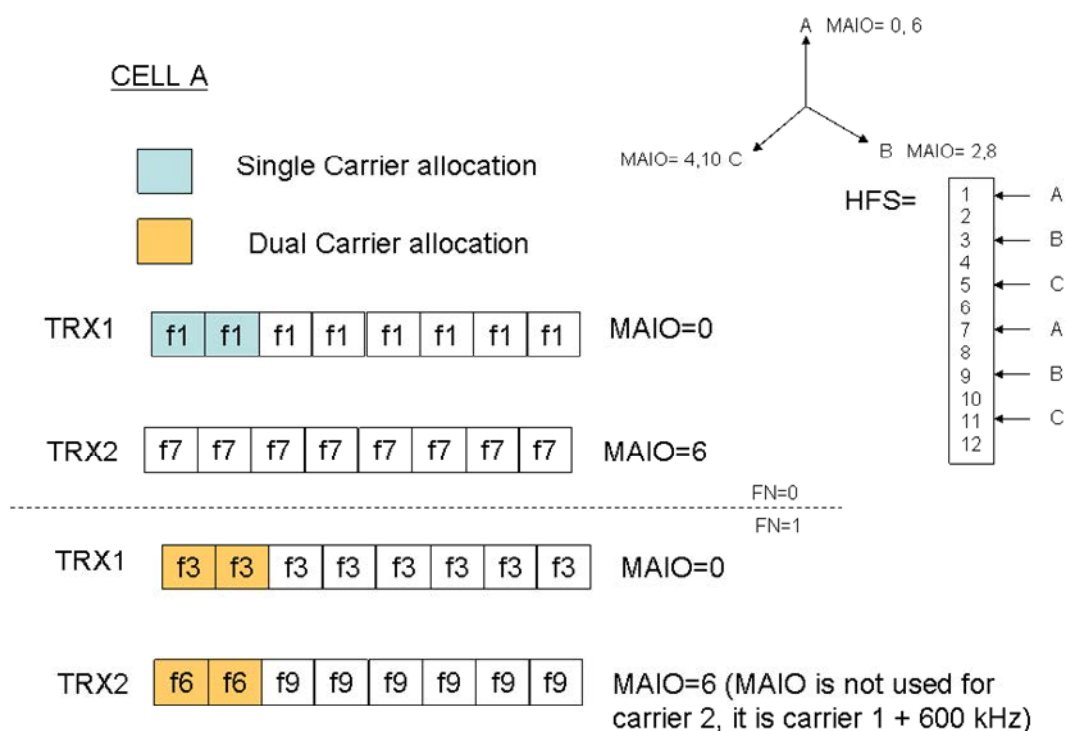 A MAIO= 0, 6
CELL A
MAIO= 4,10 C
B MAIO= 2,8
Single Carrier allocation
Dual Carrier allocation
HFS=
1 A
2
3 B
4
5 C
6
7 A
8
9 B
10
11 C
12
TRX1 f1 f1 f1 f1 f1 f1 f1 f1 MAIO=0
TRX2 f7 f7 f7 f7 f7 f7 f7 f7 MAIO=6
FN=0
FN=1
TRX1 f3 f3 f3 f3 f3 f3 f3 f3 MAIO=0
TRX2 f6 f6 f9 f9 f9 f9 f9 f9 MAIO=6 (MAIO is not used for
carrier 2, it is carrier 1 + 600 kHz)